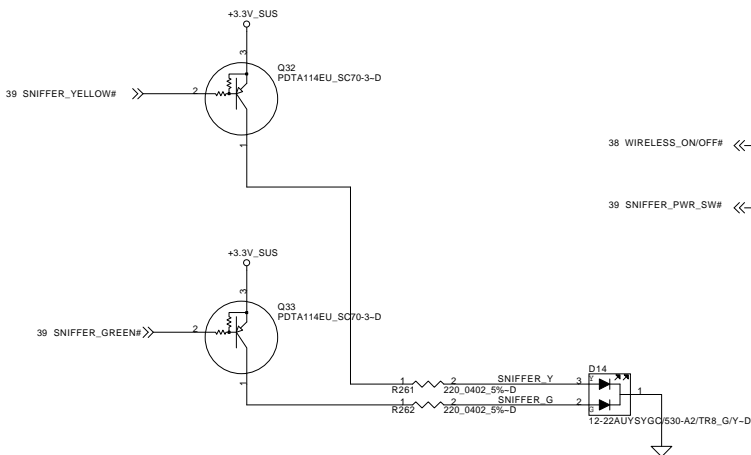 +3.3V_SUS
3
Q32
PDTA114EU_SC70-3~D
39 SNIFFER_YELLOW#
2
1
38 WIRELESS_ON/OFF#
39 SNIFFER_PWR_SW#
+3.3V_SUS
3
Q33
PDTA114EU_SC70-3~D
39 SNIFFER_GREEN#
2
1
D14
1 2 SNIFFER_Y 3 Y
R261 220_0402_5%~D
1
1 2 SNIFFER_G 2 G
R262 220_0402_5%~D
12-22AUYSYGC/530-A2/TR8_G/Y~D